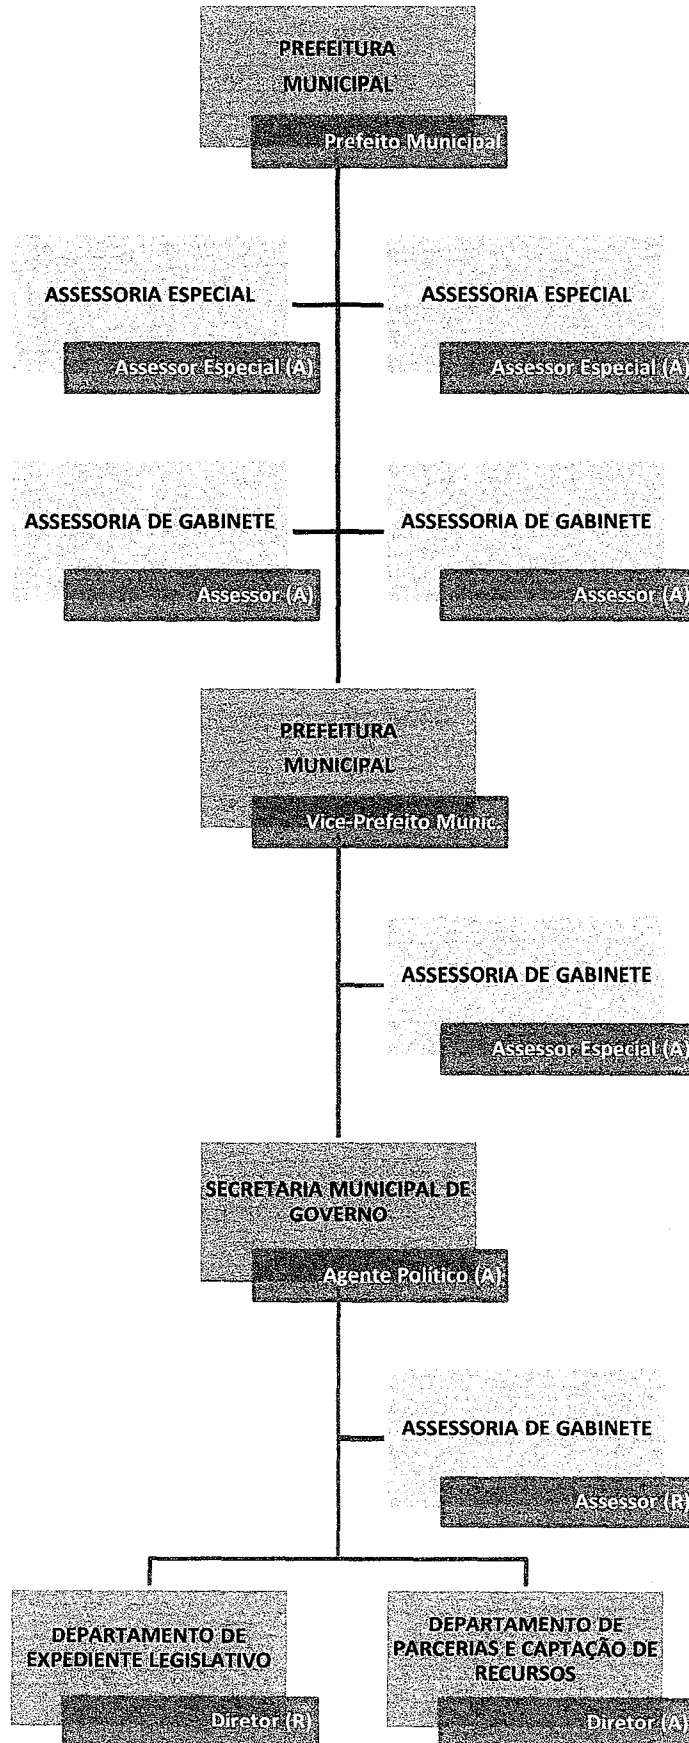 PREFEITURA
MUNICIPAL
Prefeito Municipal
ASSESSORIA ESPECIAL
Assessor Especial (A)
ASSESSORIA ESPECIAL
Assessor Especial (A)
ASSESSORIA DE GABINETE
Assessor (A)
ASSESSORIA DE GABINETE
Assessor (A)
PREFEITURA
MUNICIPAL
Vice-Prefeito Munic.
ASSESSORIA DE GABINETE
Assessor Especial (A)
SECRETARIA MUNICIPAL DE
GOVERNO
Agente Político (A)
ASSESSORIA DE GABINETE
Assessor (R)
DEPARTAMENTO DE
EXPEDIENTE LEGISLATIVO
Diretor (R)
DEPARTAMENTO DE
PARCERIAS E CAPTAÇÃO DE
RECURSOS
Diretor (A)